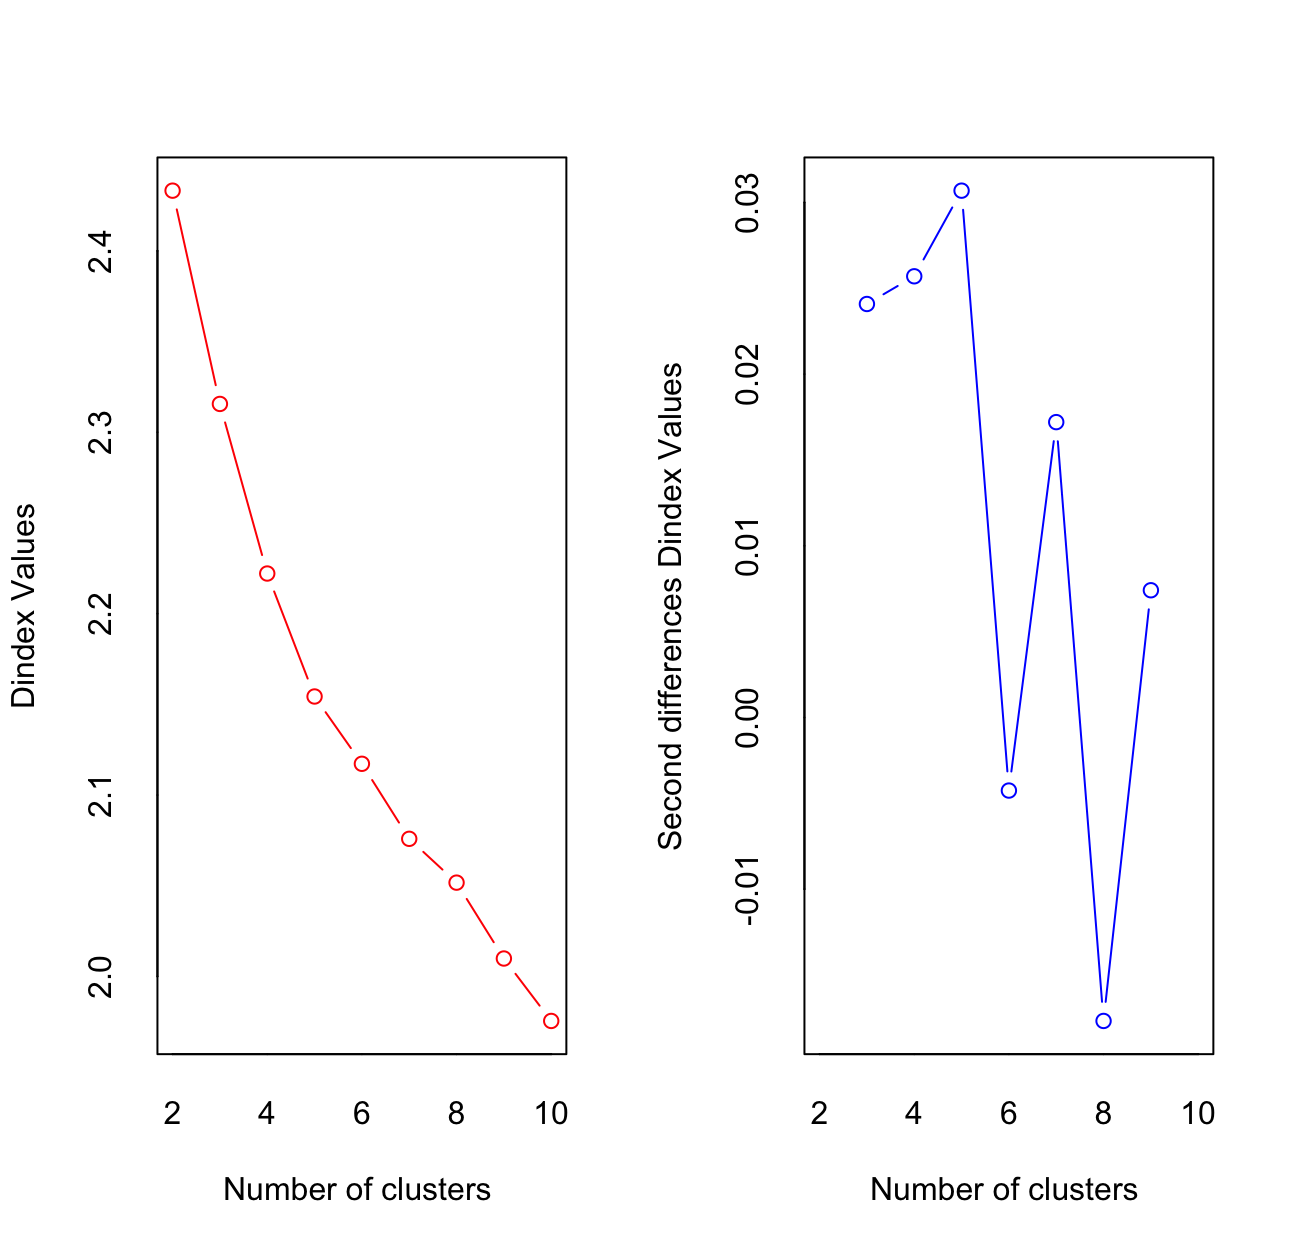 Dindex Values
2.4
2.3
2.2
2.1
2.0
2 4 6 8 10
Number of clusters
Second differences Dindex Values
0.03
0.02
0.01
0.00
-0.01
2 4 6 8 10
Number of clusters